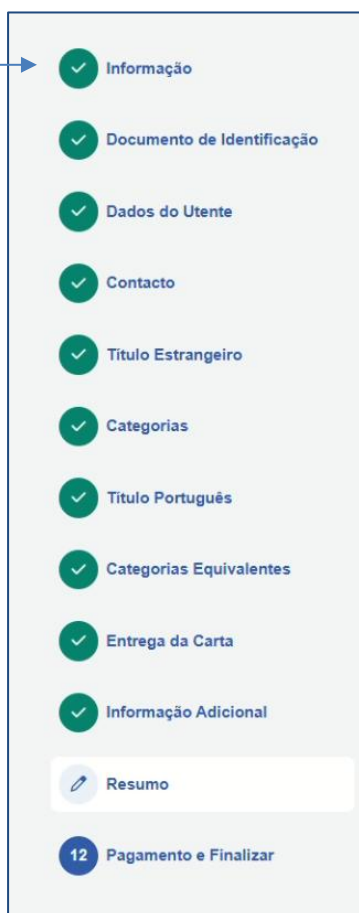 Informação
Documento de Identificação
Dados do Utente
Contacto
Título Estrangeiro
Categorias
Título Português
Categorias Equivalentes
Entrega da Carta
Informação Adicional
Resumo
12 Pagamento e Finalizar